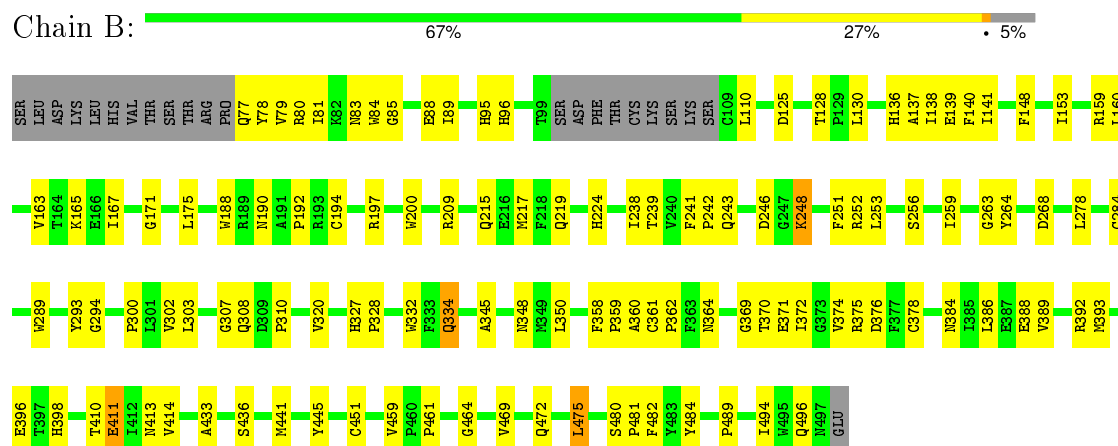 Chain B:
67% 27% • 5%
SER LEU ASP LYS LEU HIS VAL THR SER THR ARG PRO Q77 Y78 V79 R80 I81 K82 N83 W84 G85 E88 I89 H95 H96 T99 SER ASP PHE THR CYS LYS SER LYS SER C109 L110 D125 T128 P129 L130 H136 A137 I138 E139 F140 I141 F148 I153 R159 L160
V163 T164 K165 E166 I167 G171 L175 W188 R189 N190 A191 P192 R193 C194 R197 W200 R209 Q215 E216 M217 F218 Q219 H224 I238 T239 V240 F241 P242 Q243 D246 G247 K248 F251 R252 L253 S256 I259 G263 Y264 D268 L278
W289 Y293 G294 P300 L301 V302 L303 G307 Q308 D309 P310 V320 H327 P328 W332 F333 Q334 A345 N348 M349 L350 F358 P359 A360 C361 P362 F363 N364 G369 T370 E371 I372 G373 V374 R375 D376 F377 C378 N384 I385 L386 E387 E388 V389 R392 M393
E396 T397 H398 T410 E411 I412 N413 V414 A433 S436 M441 Y445 C451 V459 P460 P461 G464 V469 Q472 L475 S480 P481 F482 Y483 Y484 P489 I494 W495 Q496 N497 GLU